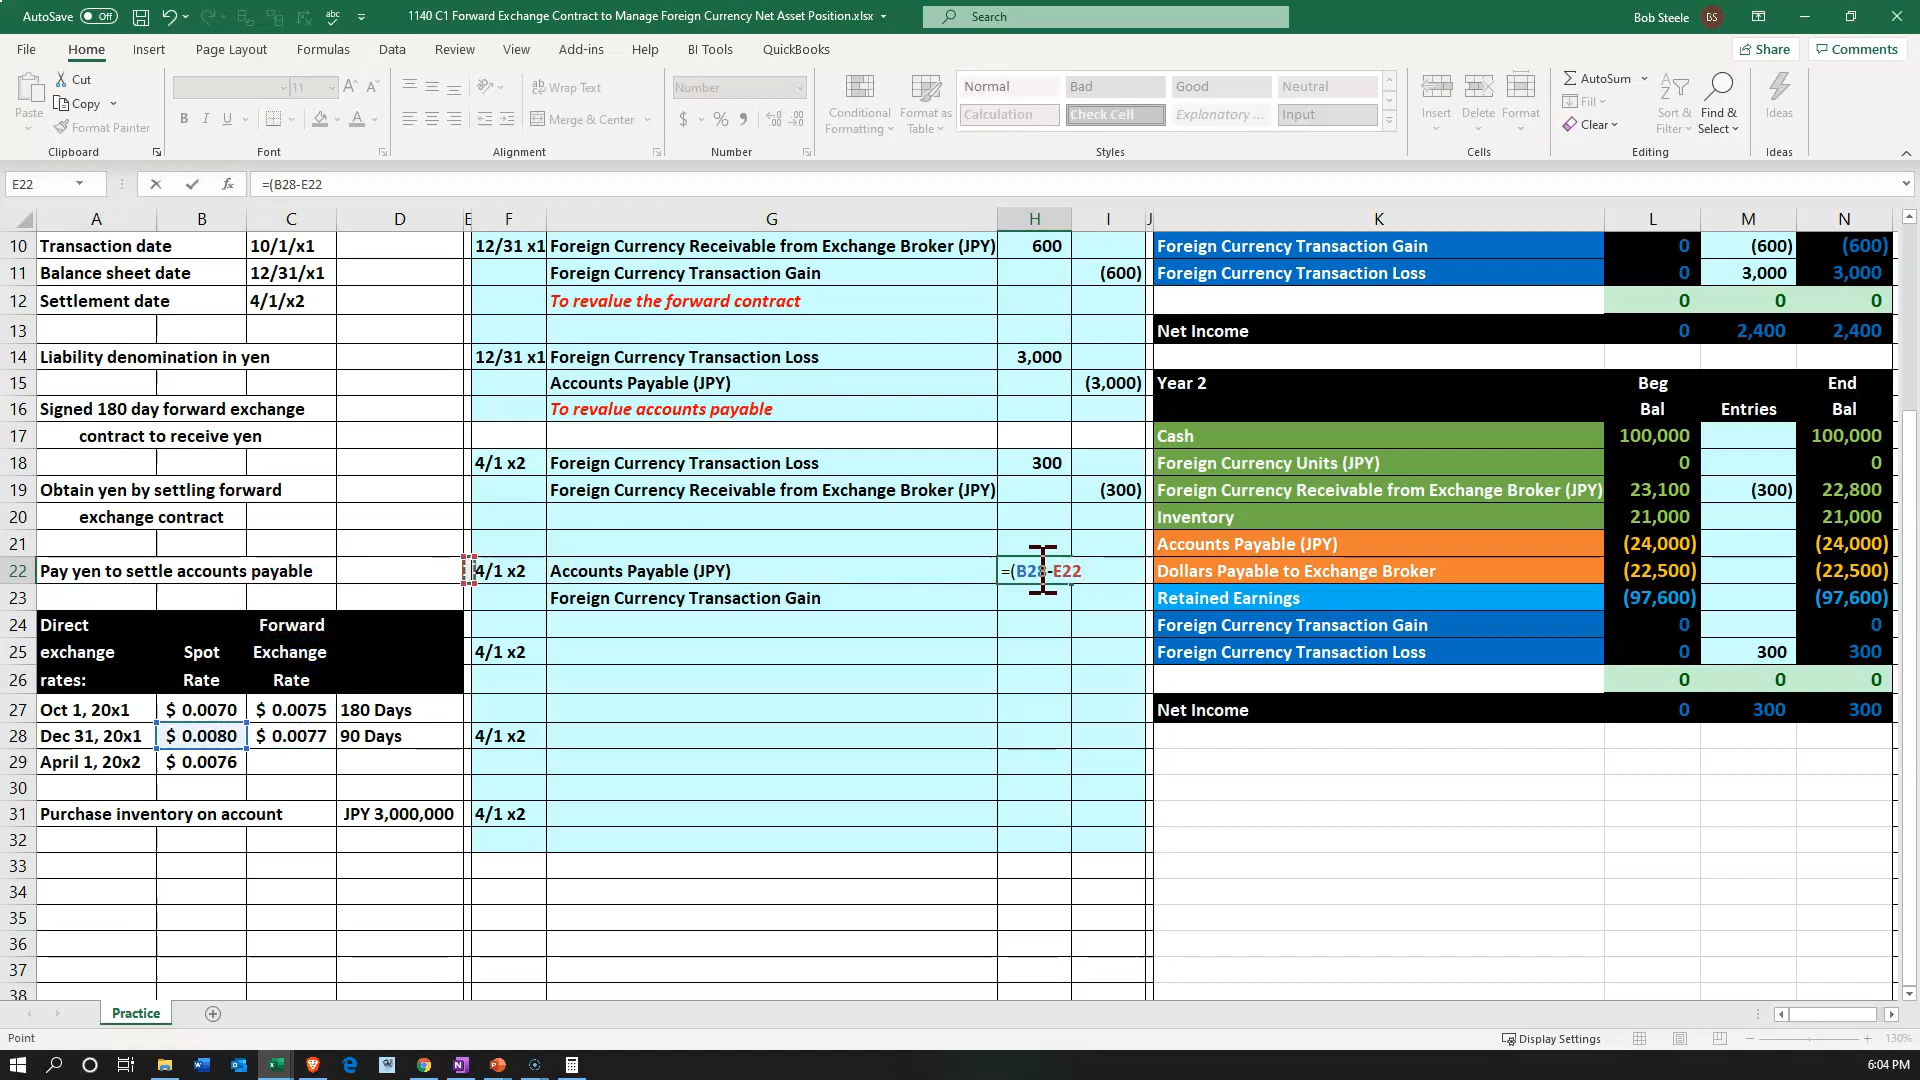 AutoSave Off
abc
1140 C1 Forward Exchange Contract to Manage Foreign Currency Net Asset Position.xlsx
Search
Bob Steele BS
File Home Insert Page Layout Formulas Data Review View Add-ins Help BI Tools QuickBooks
Share Comments
Paste
Cut
Copy
Format Painter
11 A A
B I U A
Wrap Text
Merge & Center
Number
$ % 9
Conditional Formatting
Format as Table
Normal Bad Good Neutral
Calculation Check Cell Explanatory ... Input
Insert Delete Format
AutoSum
Fill
Clear
Sort & Filter
Find & Select
Ideas
Clipboard Font Alignment Number Styles Cells Editing Ideas
E22 fx =(B28-E22
A B C D E F G H I J K L M N
10 Transaction date 10/1/x1 12/31 x1 Foreign Currency Receivable from Exchange Broker (JPY) 600 Foreign Currency Transaction Gain 0 (600) (600)
11 Balance sheet date 12/31/x1 Foreign Currency Transaction Gain (600) Foreign Currency Transaction Loss 0 3,000 3,000
12 Settlement date 4/1/x2 To revalue the forward contract 0 0 0
13 Net Income 0 2,400 2,400
14 Liability denomination in yen 12/31 x1 Foreign Currency Transaction Loss 3,000
15 Accounts Payable (JPY) (3,000) Year 2 Beg End
16 Signed 180 day forward exchange To revalue accounts payable Bal Entries Bal
17 contract to receive yen Cash 100,000 100,000
18 4/1 x2 Foreign Currency Transaction Loss 300 Foreign Currency Units (JPY) 0 0
19 Obtain yen by settling forward Foreign Currency Receivable from Exchange Broker (JPY) (300) Foreign Currency Receivable from Exchange Broker (JPY) 23,100 (300) 22,800
20 exchange contract Inventory 21,000 21,000
21 Accounts Payable (JPY) (24,000) (24,000)
22 Pay yen to settle accounts payable 4/1 x2 Accounts Payable (JPY) =(B28-E22 Dollars Payable to Exchange Broker (22,500) (22,500)
23 Foreign Currency Transaction Gain Retained Earnings (97,600) (97,600)
24 Direct Forward Foreign Currency Transaction Gain 0 0
25 exchange Spot Exchange 4/1 x2 Foreign Currency Transaction Loss 0 300 300
26 rates: Rate Rate 0 0 0
27 Oct 1, 20x1 $ 0.0070 $ 0.0075 180 Days Net Income 0 300 300
28 Dec 31, 20x1 $ 0.0080 $ 0.0077 90 Days 4/1 x2
29 April 1, 20x2 $ 0.0076
30
31 Purchase inventory on account JPY 3,000,000 4/1 x2
32
33
34
35
36
37
38
Practice
Point Display Settings 130%
6:04 PM